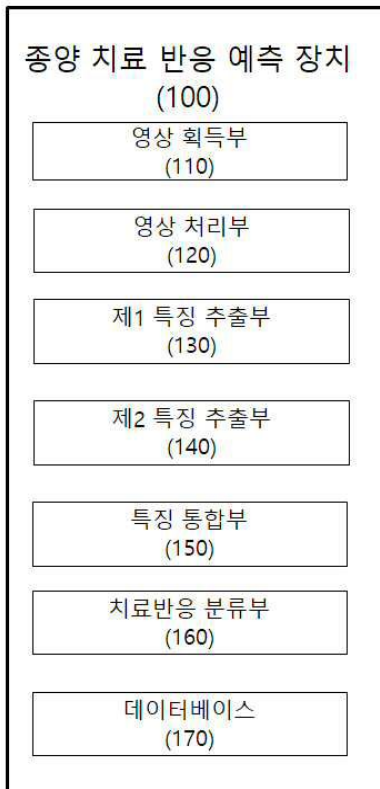 종양 치료 반응 예측 장치
(100)
영상 획득부
(110)
영상 처리부
(120)
제1 특징 추출부
(130)
제2 특징 추출부
(140)
특징 통합부
(150)
치료반응 분류부
(160)
데이터베이스
(170)